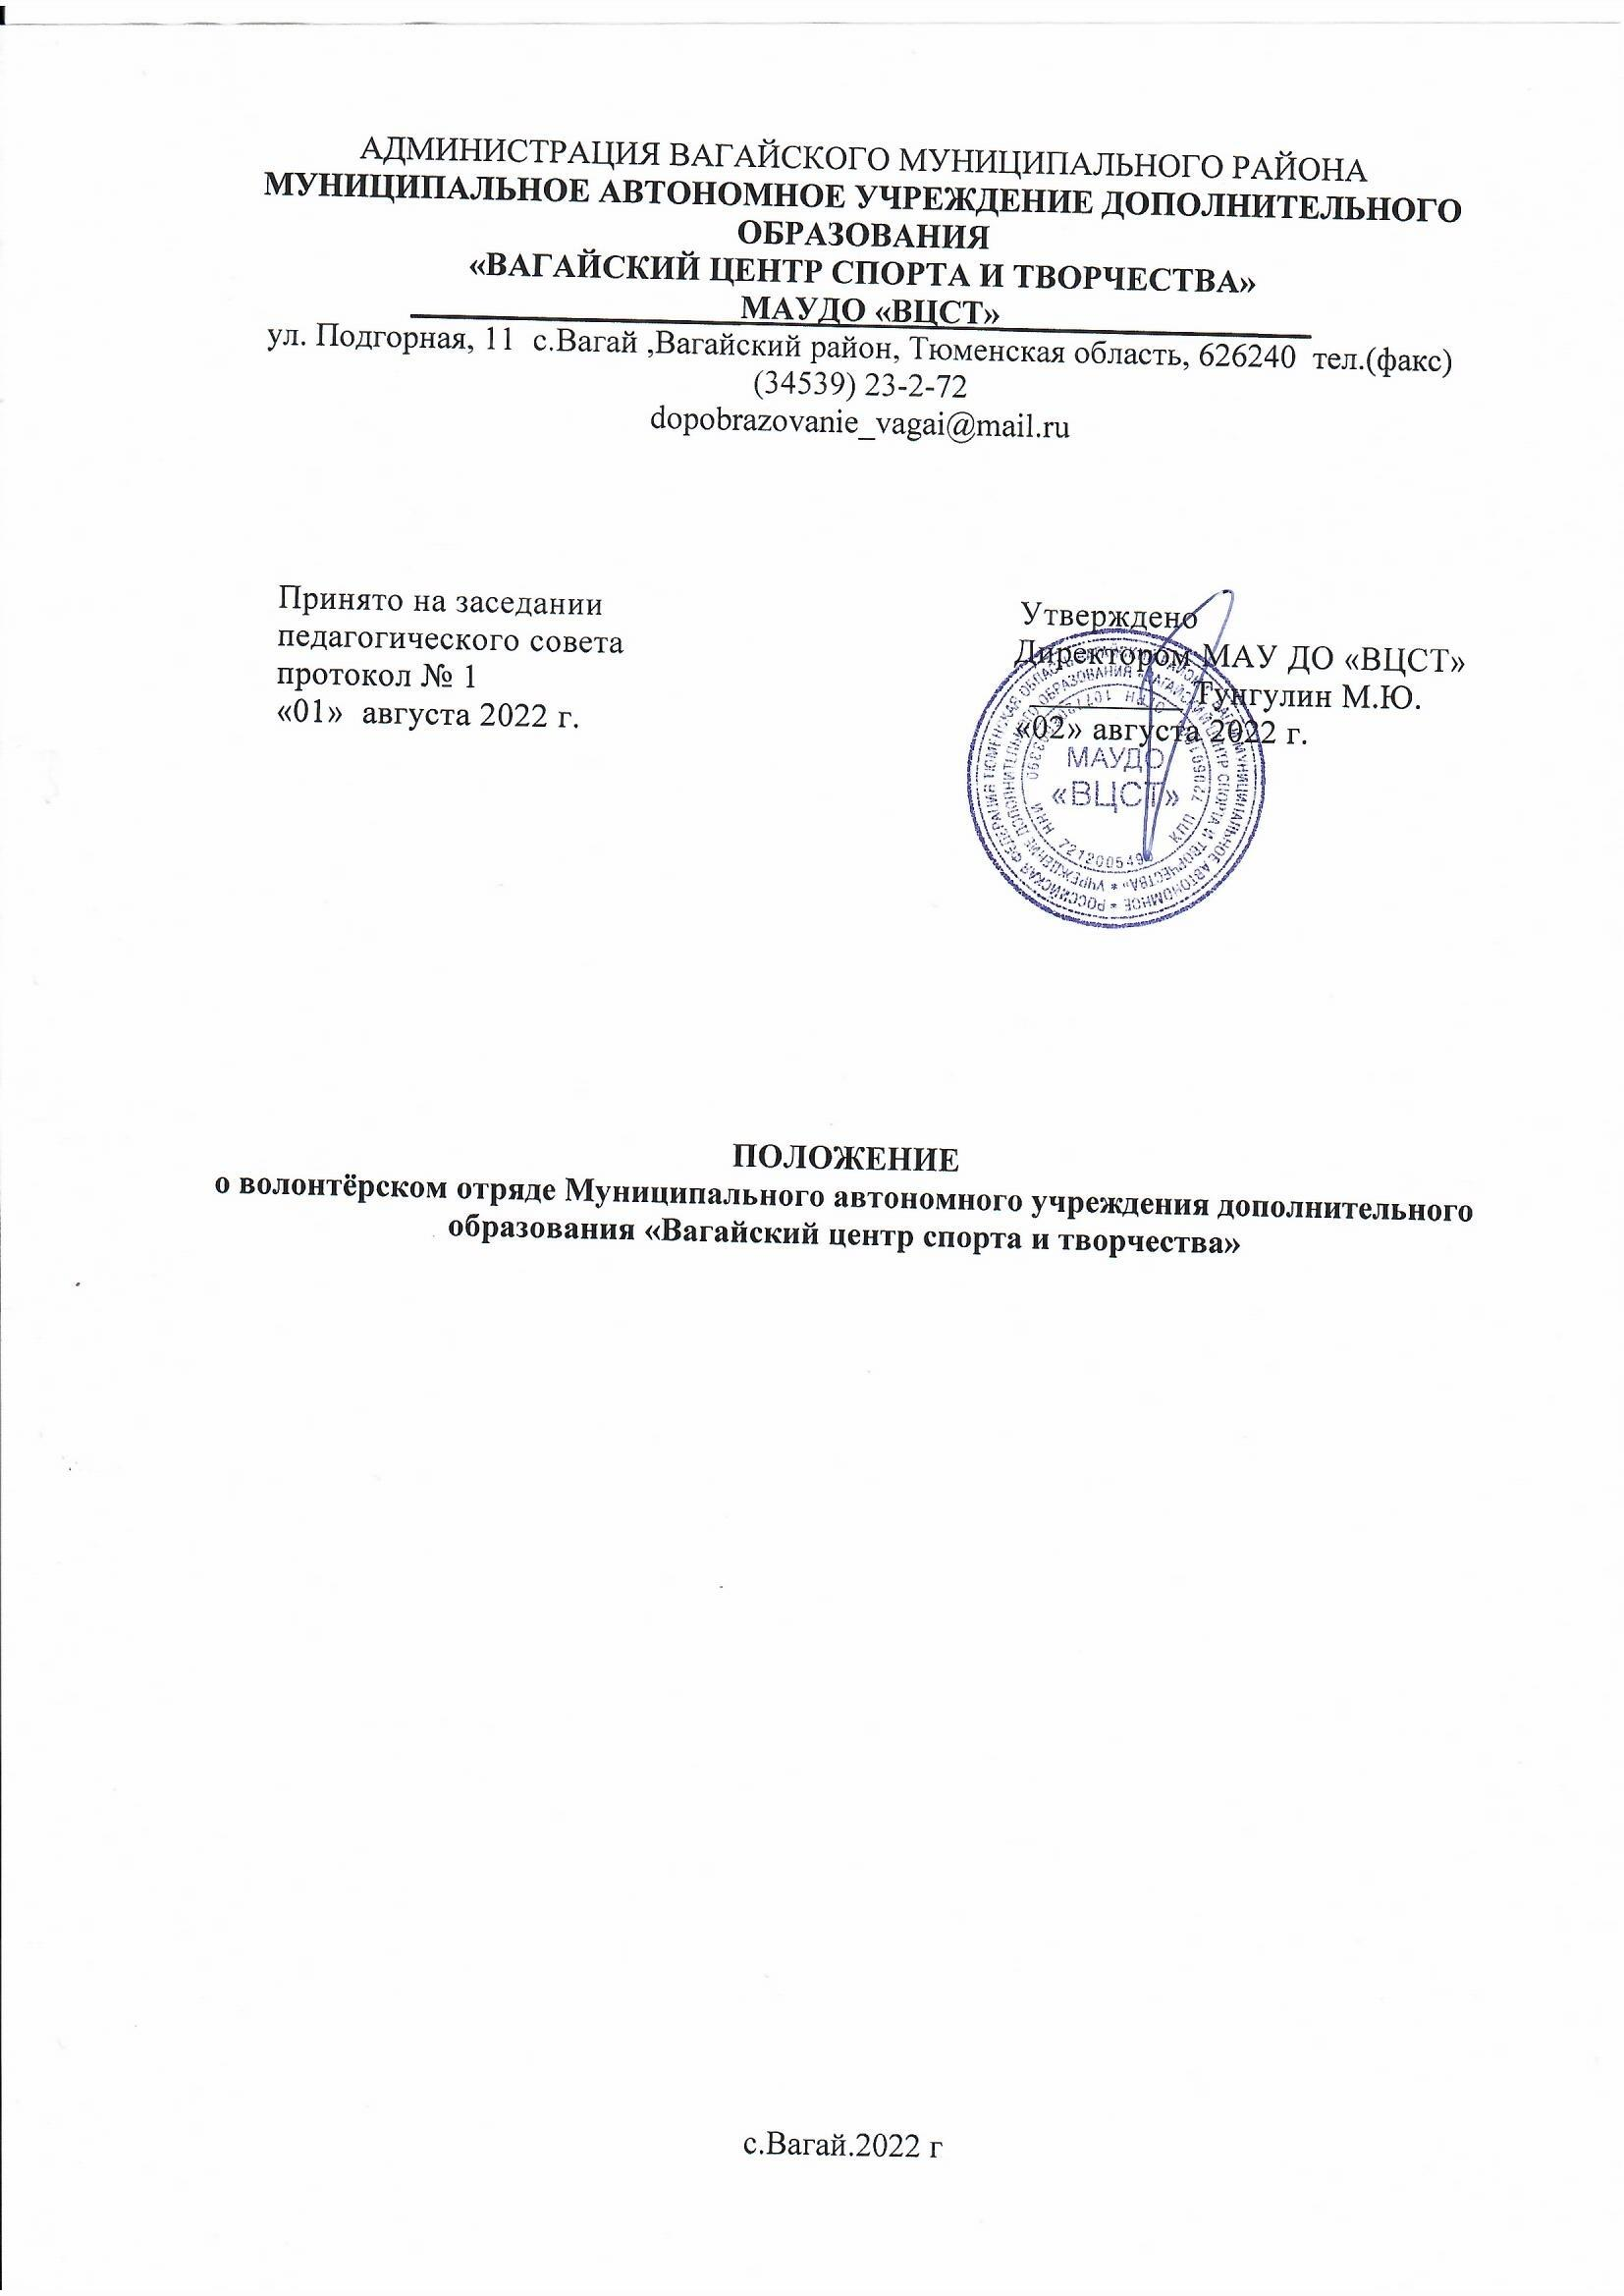 АДМИНИСТРАЦИЯ ВАГАЙСКОГО МУНИЦИПАЛЬНОГО РАЙОНА
МУНИЦИПАЛЬНОЕ АВТОНОМНОЕ УЧРЕЖДЕНИЕ ДОПОЛНИТЕЛЬНОГО
ОБРАЗОВАНИЯ
«ВАГАЙСКИЙ ЦЕНТР СПОРТА И ТВОРЧЕСТВА»
МАУДО «ВЦСТ»
ул. Подгорная, 11 с.Вагай ,Вагайский район, Тюменская область, 626240 тел.(факс)
(34539) 23-2-72
dopobrazovanie_vagai@mail.ru
Принято на заседании
педагогического совета
протокол № 1
«01» августа 2022 г.
Утверждено
Директором МАУ ДО «ВЦСТ»
Тунгулин М.Ю.
«02» августа 2022 г.
МАУДО
«ВЦСТ»
ПОЛОЖЕНИЕ
о волонтёрском отряде Муниципального автономного учреждения дополнительного
образования «Вагайский центр спорта и творчества»
с.Вагай.2022 г